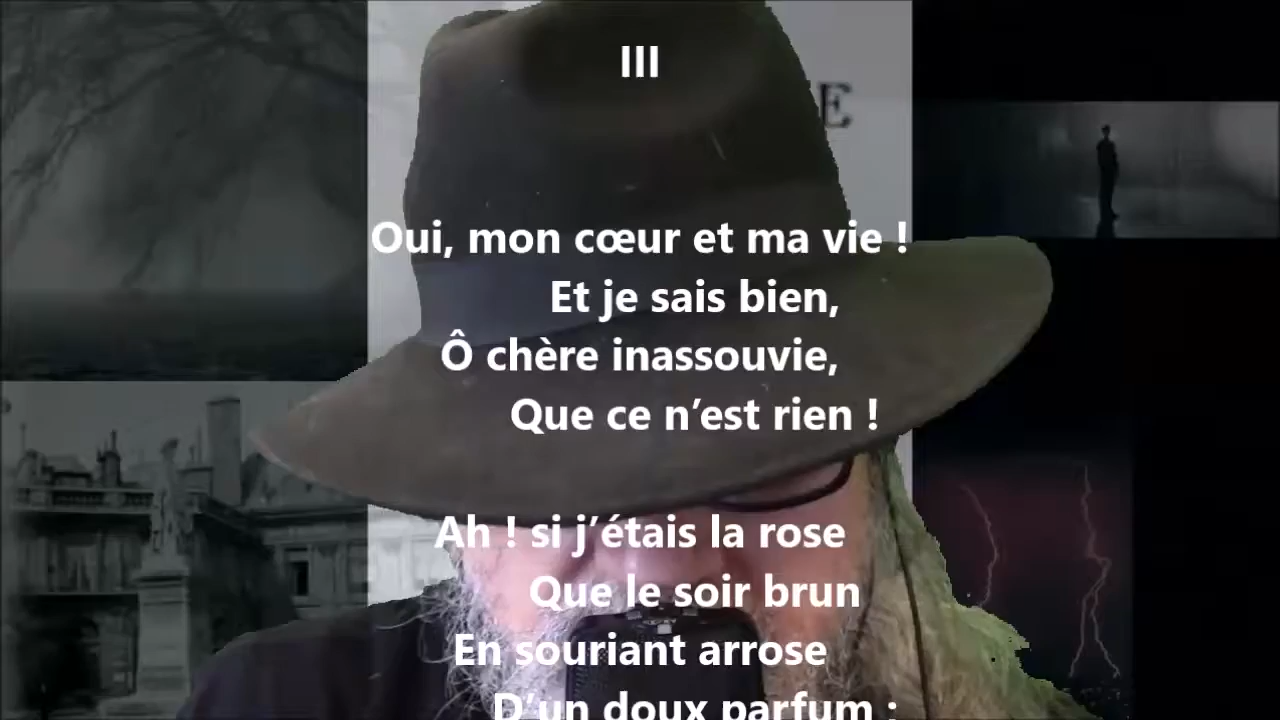 III
E
Oui, mon cœur et ma vie !
Et je sais bien,
Ô chère inassouvie,
Que ce n’est rien !
Ah ! si j’étais la rose
Que le soir brun
En souriant arrose
D’un doux parfum ;